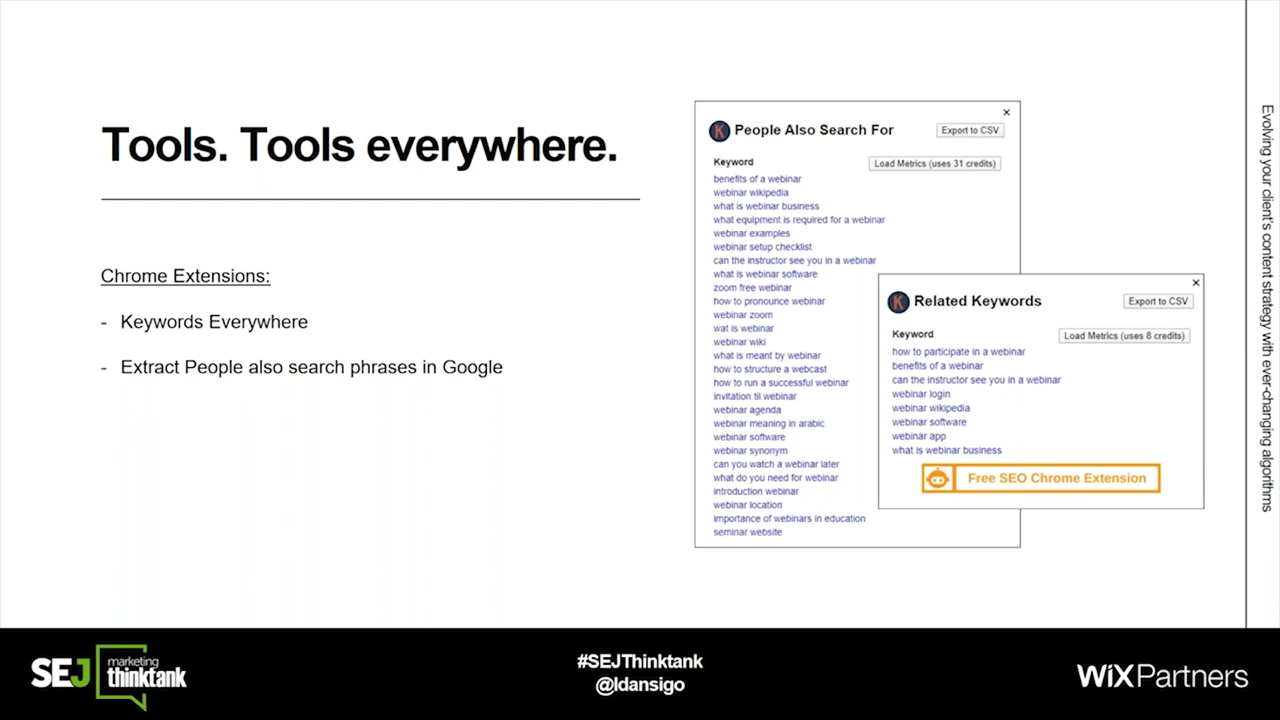 Tools. Tools everywhere.
Chrome Extensions:
- Keywords Everywhere
- Extract People also search phrases in Google
K
People Also Search For
Export to CSV
Keyword
Load Metrics (uses 31 credits)
benefits of a webinar
webinar wikipedia
what is webinar business
what equipment is required for a webinar
webinar examples
webinar setup checklist
can the instructor see you in a webinar
what is webinar software
zoom free webinar
how to pronounce webinar
webinar zoom
wat is webinar
webinar wiki
what is meant by webinar
how to structure a webcast
how to run a successful webinar
invitation til webinar
webinar agenda
webinar meaning in arabic
webinar software
webinar synonym
can you watch a webinar later
what do you need for webinar
introduction webinar
webinar location
importance of webinars in education
seminar website
K
Related Keywords
Export to CSV
Keyword
Load Metrics (uses 8 credits)
how to participate in a webinar
benefits of a webinar
can the instructor see you in a webinar
webinar login
webinar wikipedia
webinar software
webinar app
what is webinar business
Free SEO Chrome Extension
Evolving your client's content strategy with ever-changing algorithms
SEJ
marketing
thinktank
#SEJThinktank
@Idansigo
WiX Partners